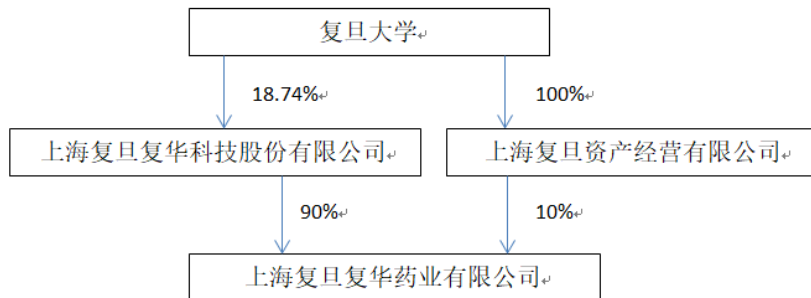 复旦大学
18.74%
100%
上海复旦复华科技股份有限公司
上海复旦资产经营有限公司
90%
10%
上海复旦复华药业有限公司